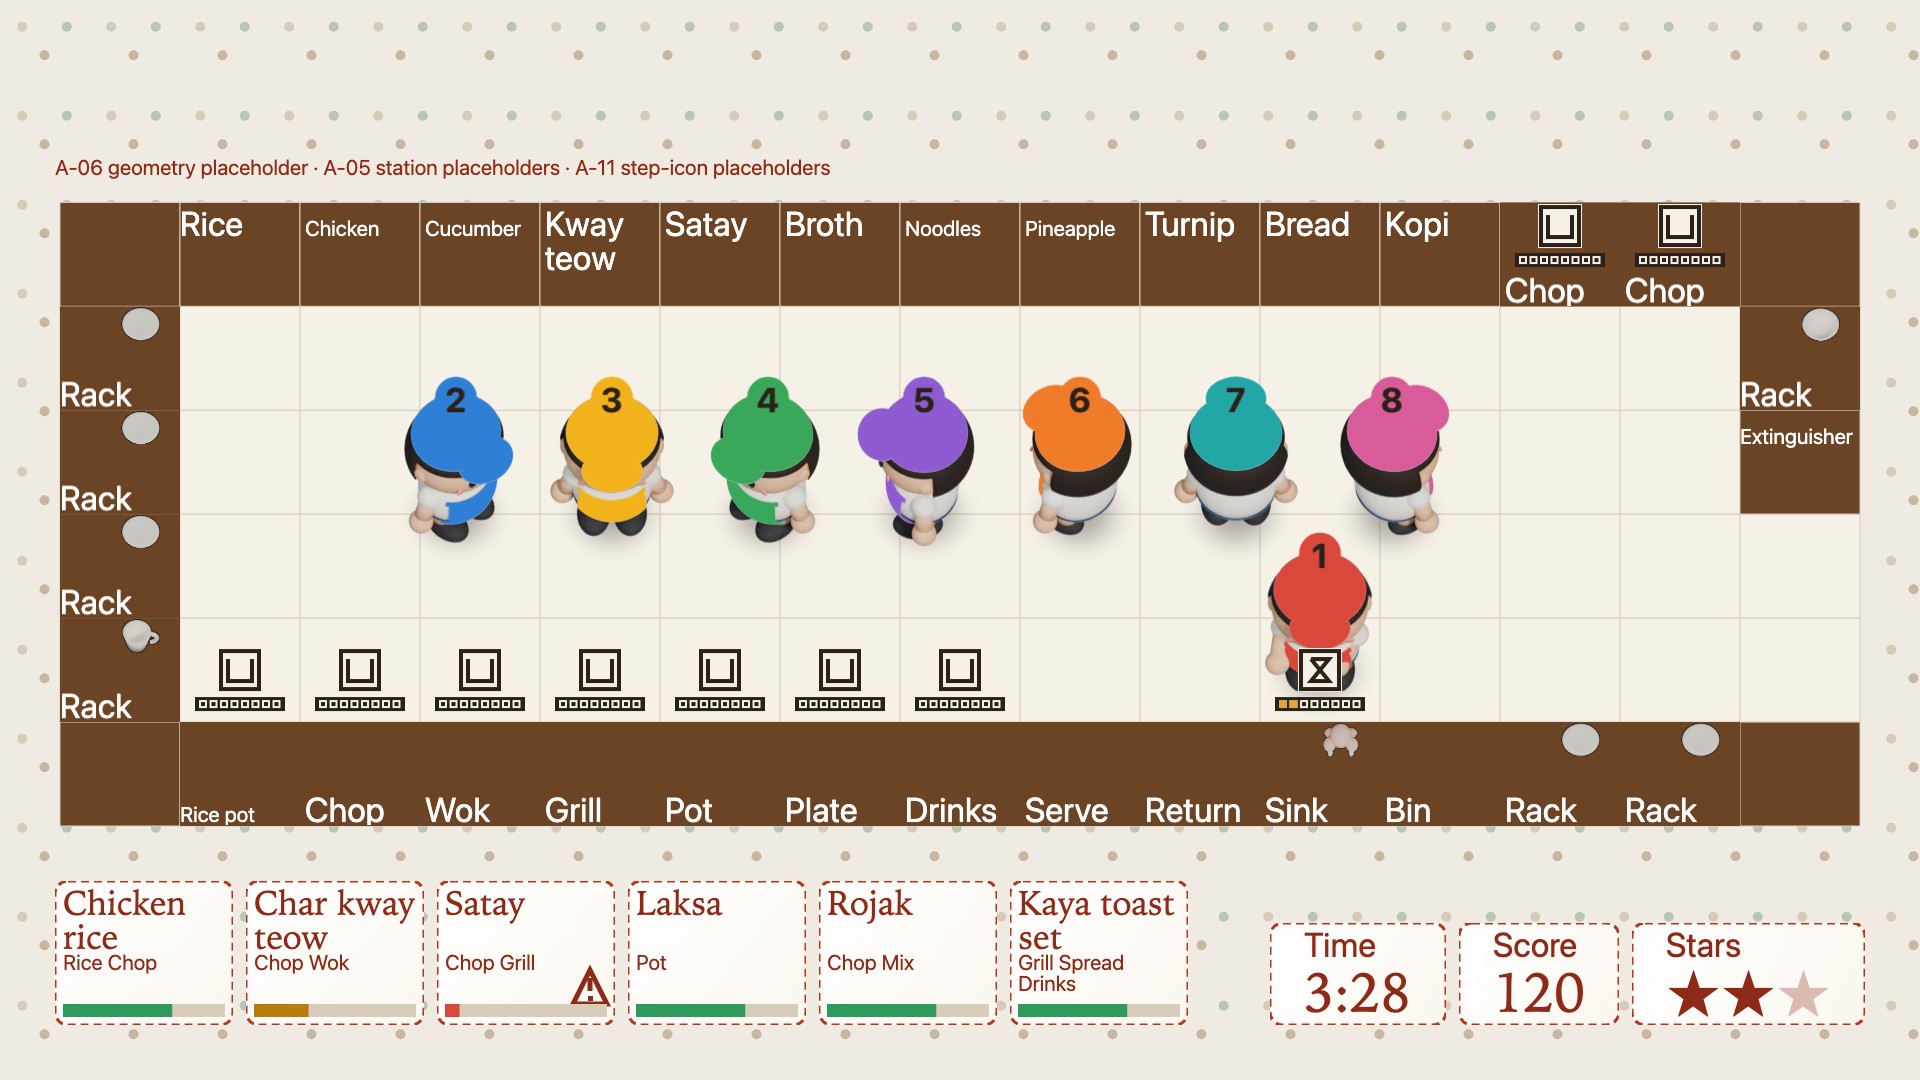 A-06 geometry placeholder · A-05 station placeholders · A-11 step-icon placeholders
Rice
Chicken
Cucumber
Kway
teow
Satay
Broth
Noodles
Pineapple
Turnip
Bread
Kopi
Chop
Chop
Rack
Rack
2
3
4
5
6
7
8
Extinguisher
Rack
1
Rack
Rack
Rice pot
Chop
Wok
Grill
Pot
Plate
Drinks
Serve
Return
Sink
Bin
Rack
Rack
Chicken
rice
Rice Chop
Char kway
teow
Chop Wok
Satay
Chop Grill
Laksa
Pot
Rojak
Chop Mix
Kaya toast
set
Grill Spread
Drinks
Time
3:28
Score
120
Stars